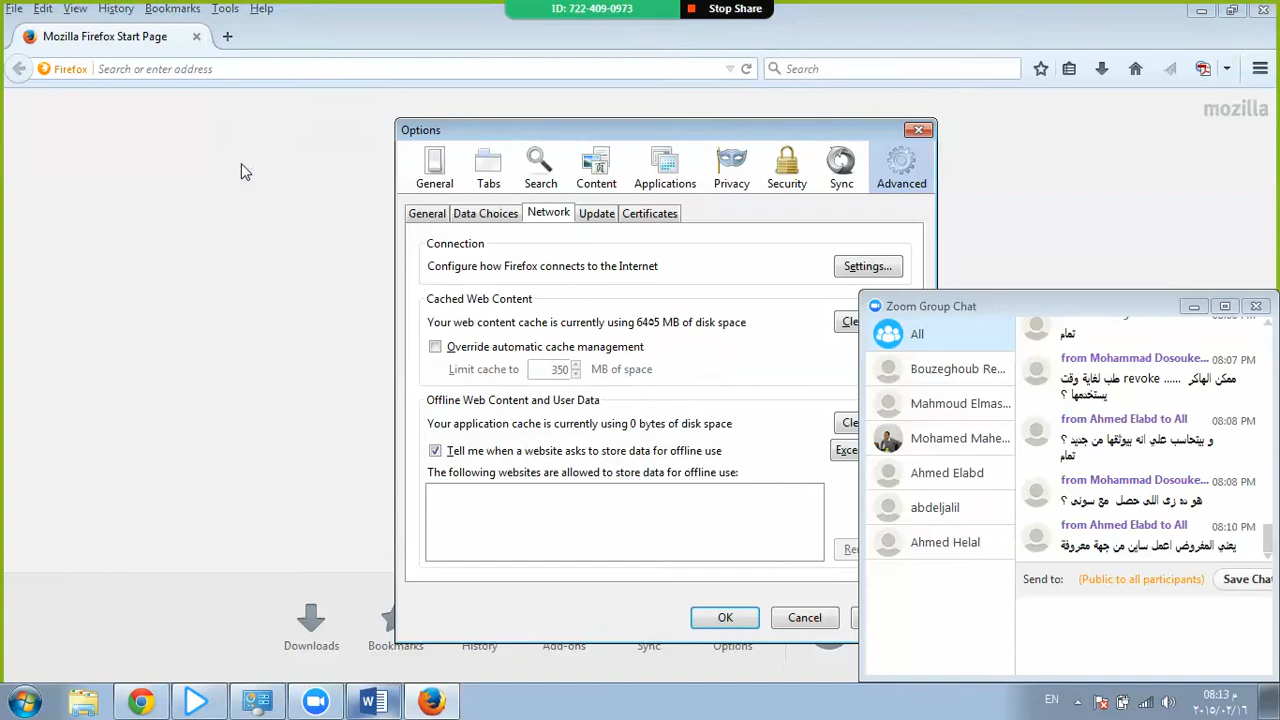 File Edit View History Bookmarks Tools Help
ID: 722-409-0973 Stop Share
Mozilla Firefox Start Page
Firefox Search or enter address
Search
mozilla
Options
General Tabs Search Content Applications Privacy Security Sync Advanced
General Data Choices Network Update Certificates
Connection
Configure how Firefox connects to the Internet Settings...
Cached Web Content
Your web content cache is currently using 64٥5 MB of disk space
Override automatic cache management
Limit cache to 350 MB of space
Offline Web Content and User Data
Your application cache is currently using 0 bytes of disk space
Tell me when a website asks to store data for offline use
The following websites are allowed to store data for offline use:
OK Cancel
Downloads Bookmarks History Add-ons Sync Options
Zoom Group Chat
All
Bouzeghoub Re...
Mahmoud Elmas...
Mohamed Mahe...
Ahmed Elabd
abdeljalil
Ahmed Helal
تمام
from Mohammad Dosouke... 08:07 PM
طب لغاية وقت revoke ...... ممكن الهاكر
يستخدمها ؟
from Ahmed Elabd to All 08:08 PM
و بيتحاسب علي انه بيوثقها من جديد ؟
تمام
from Mohammad Dosouke... 08:08 PM
هو ده زى اللى حصل مع سونى ؟
from Ahmed Elabd to All 08:10 PM
يعني المفروض اعمل ساين من جهة معروفة
Send to: (Public to all participants) Save Chat
EN
08:13 م
٢٠١٥/٠٢/١٦